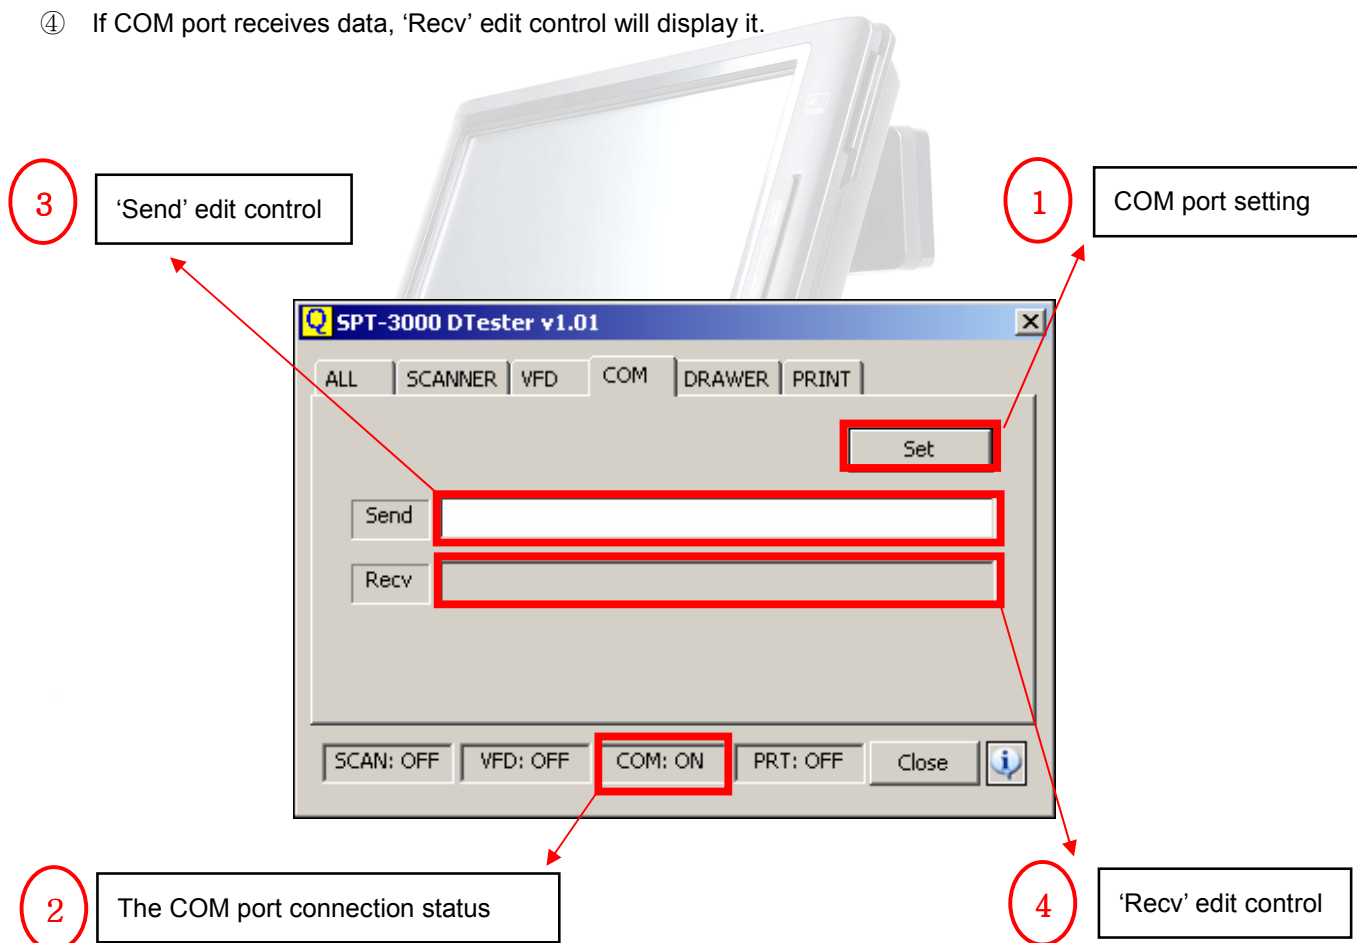 ④ If COM port receives data, ‘Recv’ edit control will display it.
3 ‘Send’ edit control
1 COM port setting
Q SPT-3000 DTester v1.01
ALL SCANNER VFD COM DRAWER PRINT
Set
Send
Recv
SCAN: OFF VFD: OFF COM: ON PRT: OFF Close
2 The COM port connection status
4 ‘Recv’ edit control